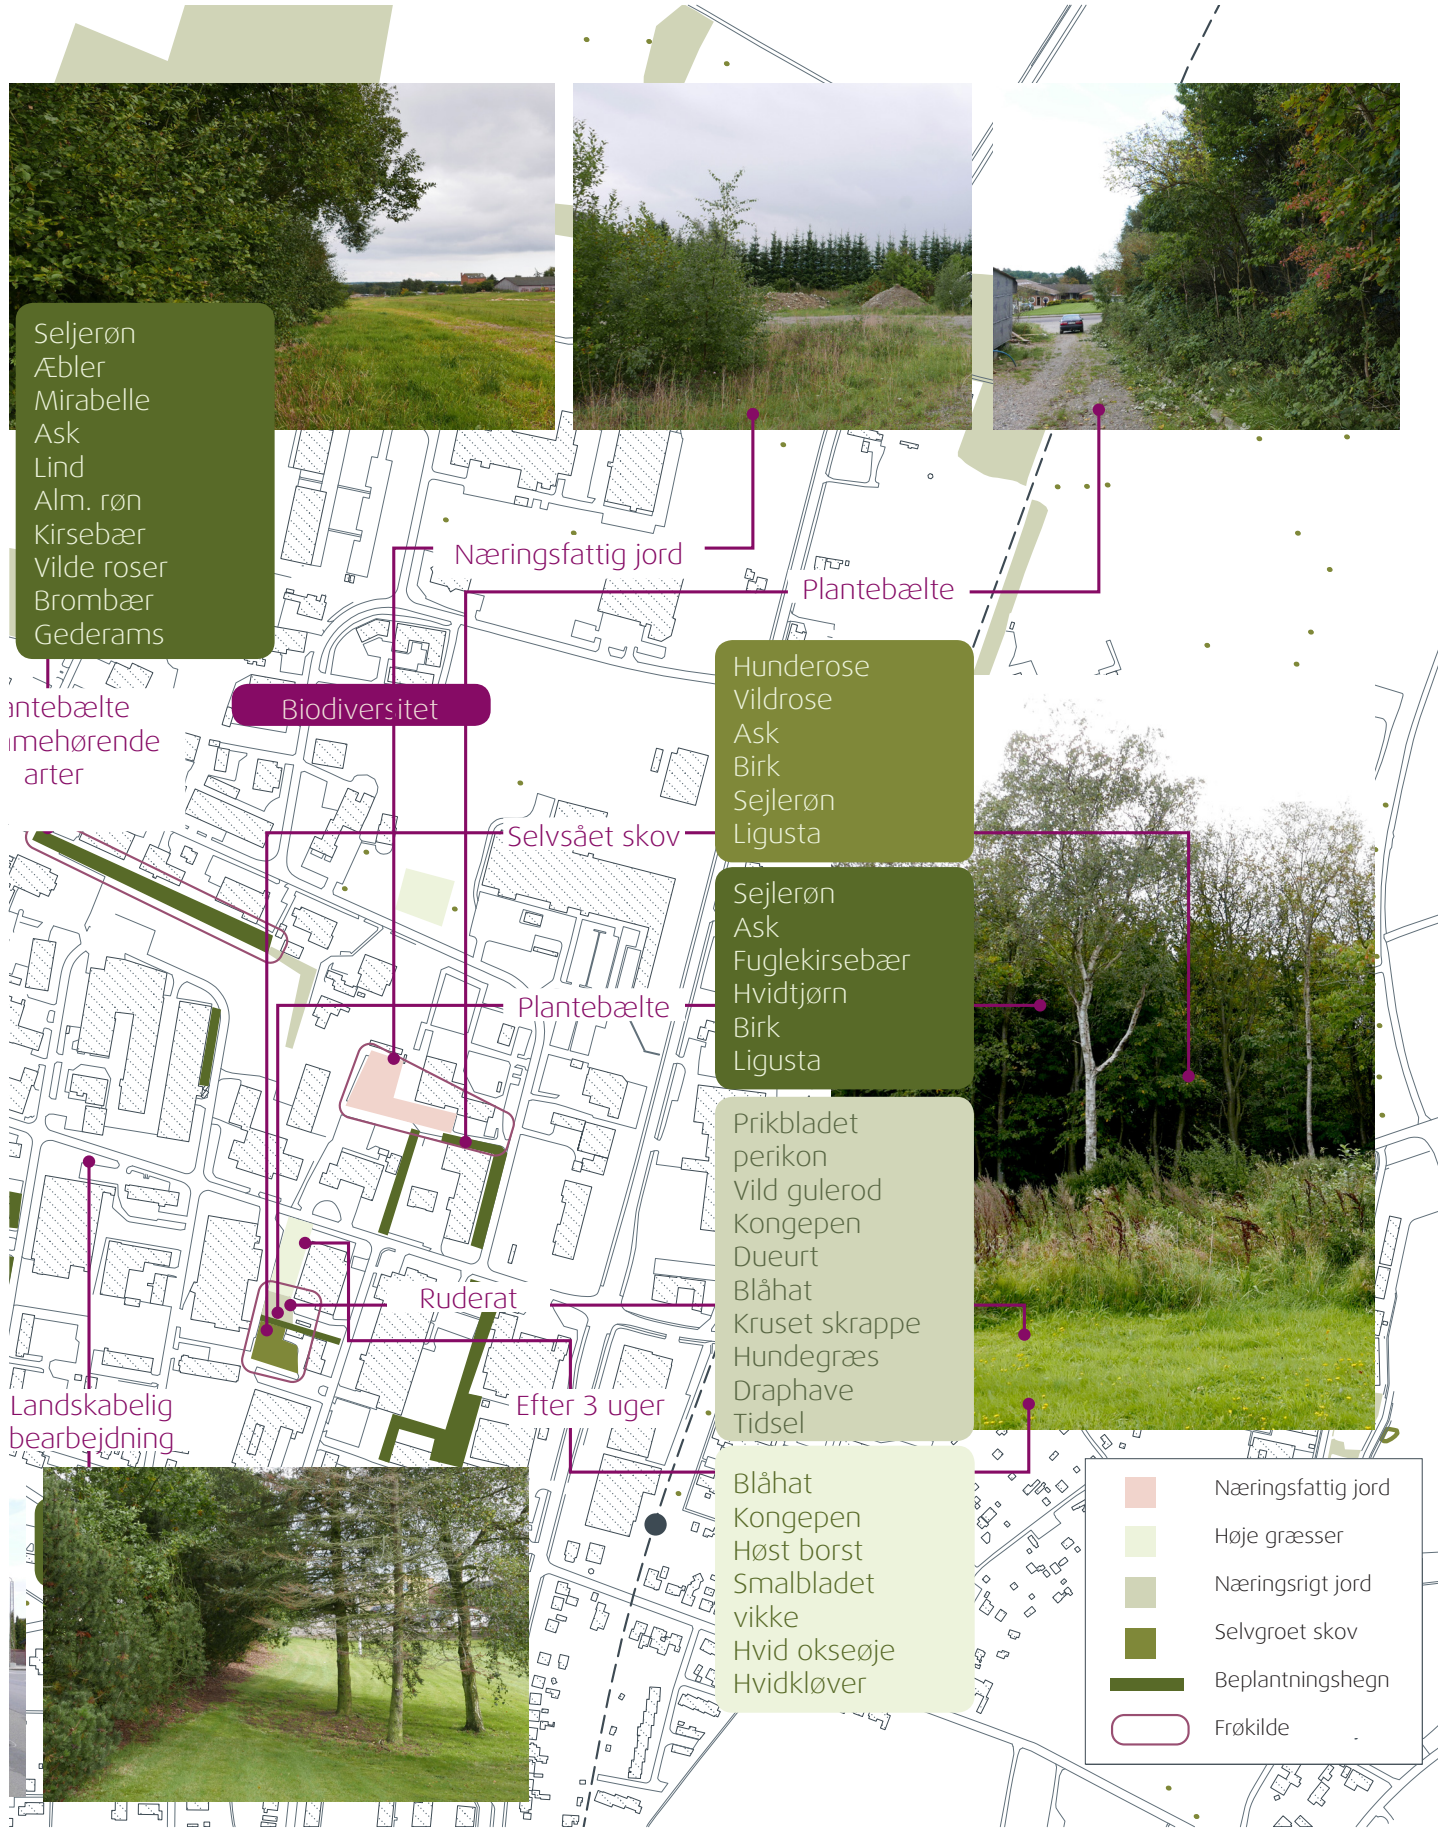 Seljerøn
Æbler
Mirabelle
Ask
Lind
Alm. røn
Kirsebær
Vilde roser
Brombær
Gederams
antebælte
mehørende
arter
Biodiversitet
Næringsfattig jord
Plantebælte
Selvsået skov
Hunderose
Vildrose
Ask
Birk
Sejlerøn
Ligusta
Plantebælte
Sejlerøn
Ask
Fuglekirsebær
Hvidtjørn
Birk
Ligusta
Ruderat
Prikbladet
perikon
Vild gulerod
Kongepen
Dueurt
Blåhat
Kruset skrappe
Hundegræs
Draphave
Tidsel
Efter 3 uger
Blåhat
Kongepen
Høst borst
Smalbladet
vikke
Hvid okseøje
Hvidkløver
Landskabelig
bearbejdning
Næringsfattig jord
Høje græsser
Næringsrigt jord
Selvgroet skov
Beplantningshegn
Frøkilde